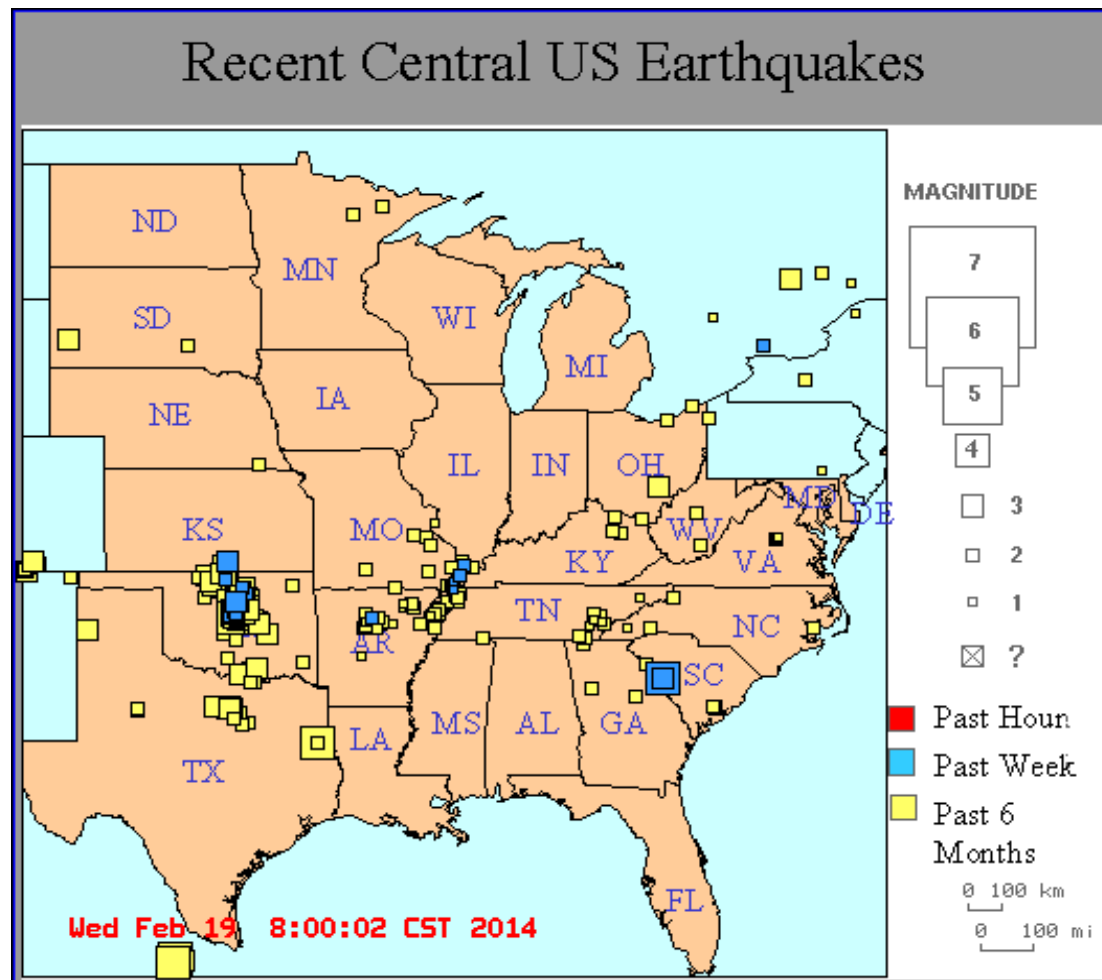 Recent Central US Earthquakes
MAGNITUDE
7
6
5
4
3
2
1
?
Past Houn
Past Week
Past 6
Months
0 100 km
0 100 mi
ND
MN
SD
WI
MI
NE
IA
IL
IN
OH
MD
DE
WV
KS
MO
KY
VA
TN
NC
AR
SC
MS
AL
GA
LA
TX
FL
Wed Feb 19 8:00:02 CST 2014